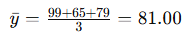 ȳ = (99+65+79)/3 = 81.00